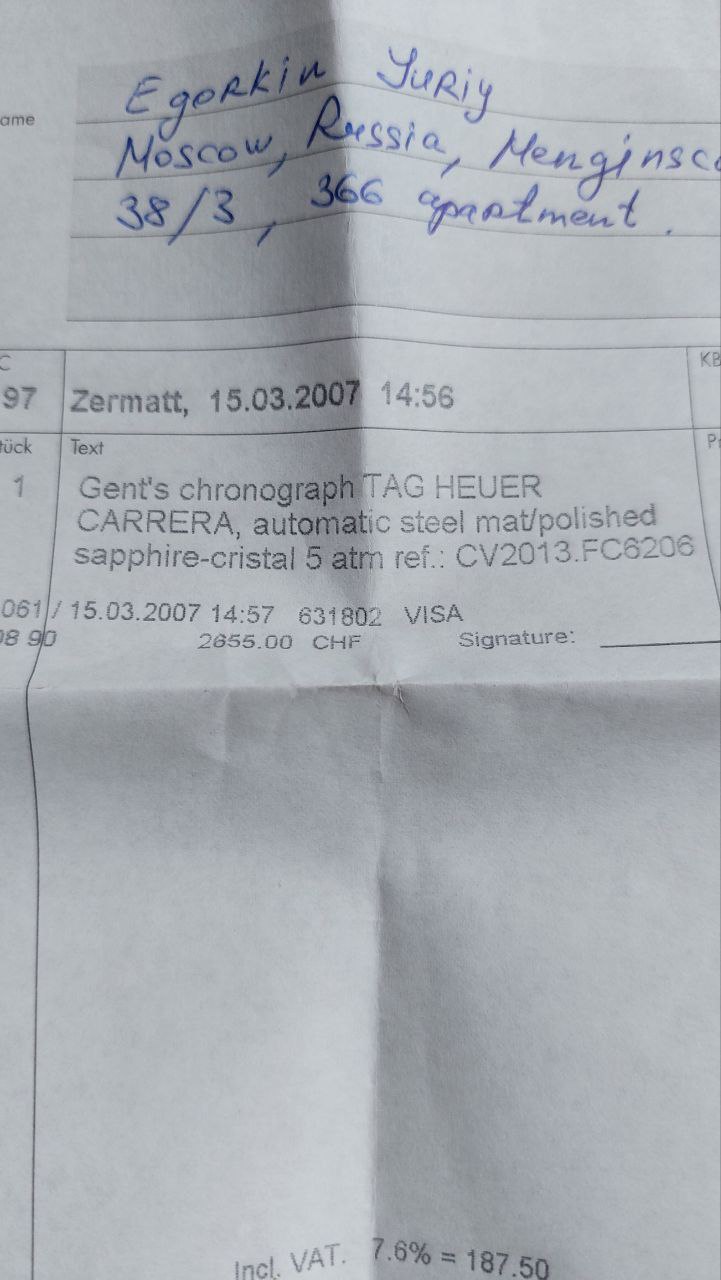 ame
Egorkin Yuriy
Moscow, Russia, Menginsco
38/3, 366 apartment.
C
KB
97 Zermatt, 15.03.2007 14:56
tück Text Pr
1 Gent's chronograph TAG HEUER
CARRERA, automatic steel mat/polished
sapphire-cristal 5 atm ref.: CV2013.FC6206
061 / 15.03.2007 14:57 631802 VISA
08 90 2655.00 CHF Signature:
Incl. VAT. 7.6% = 187.50